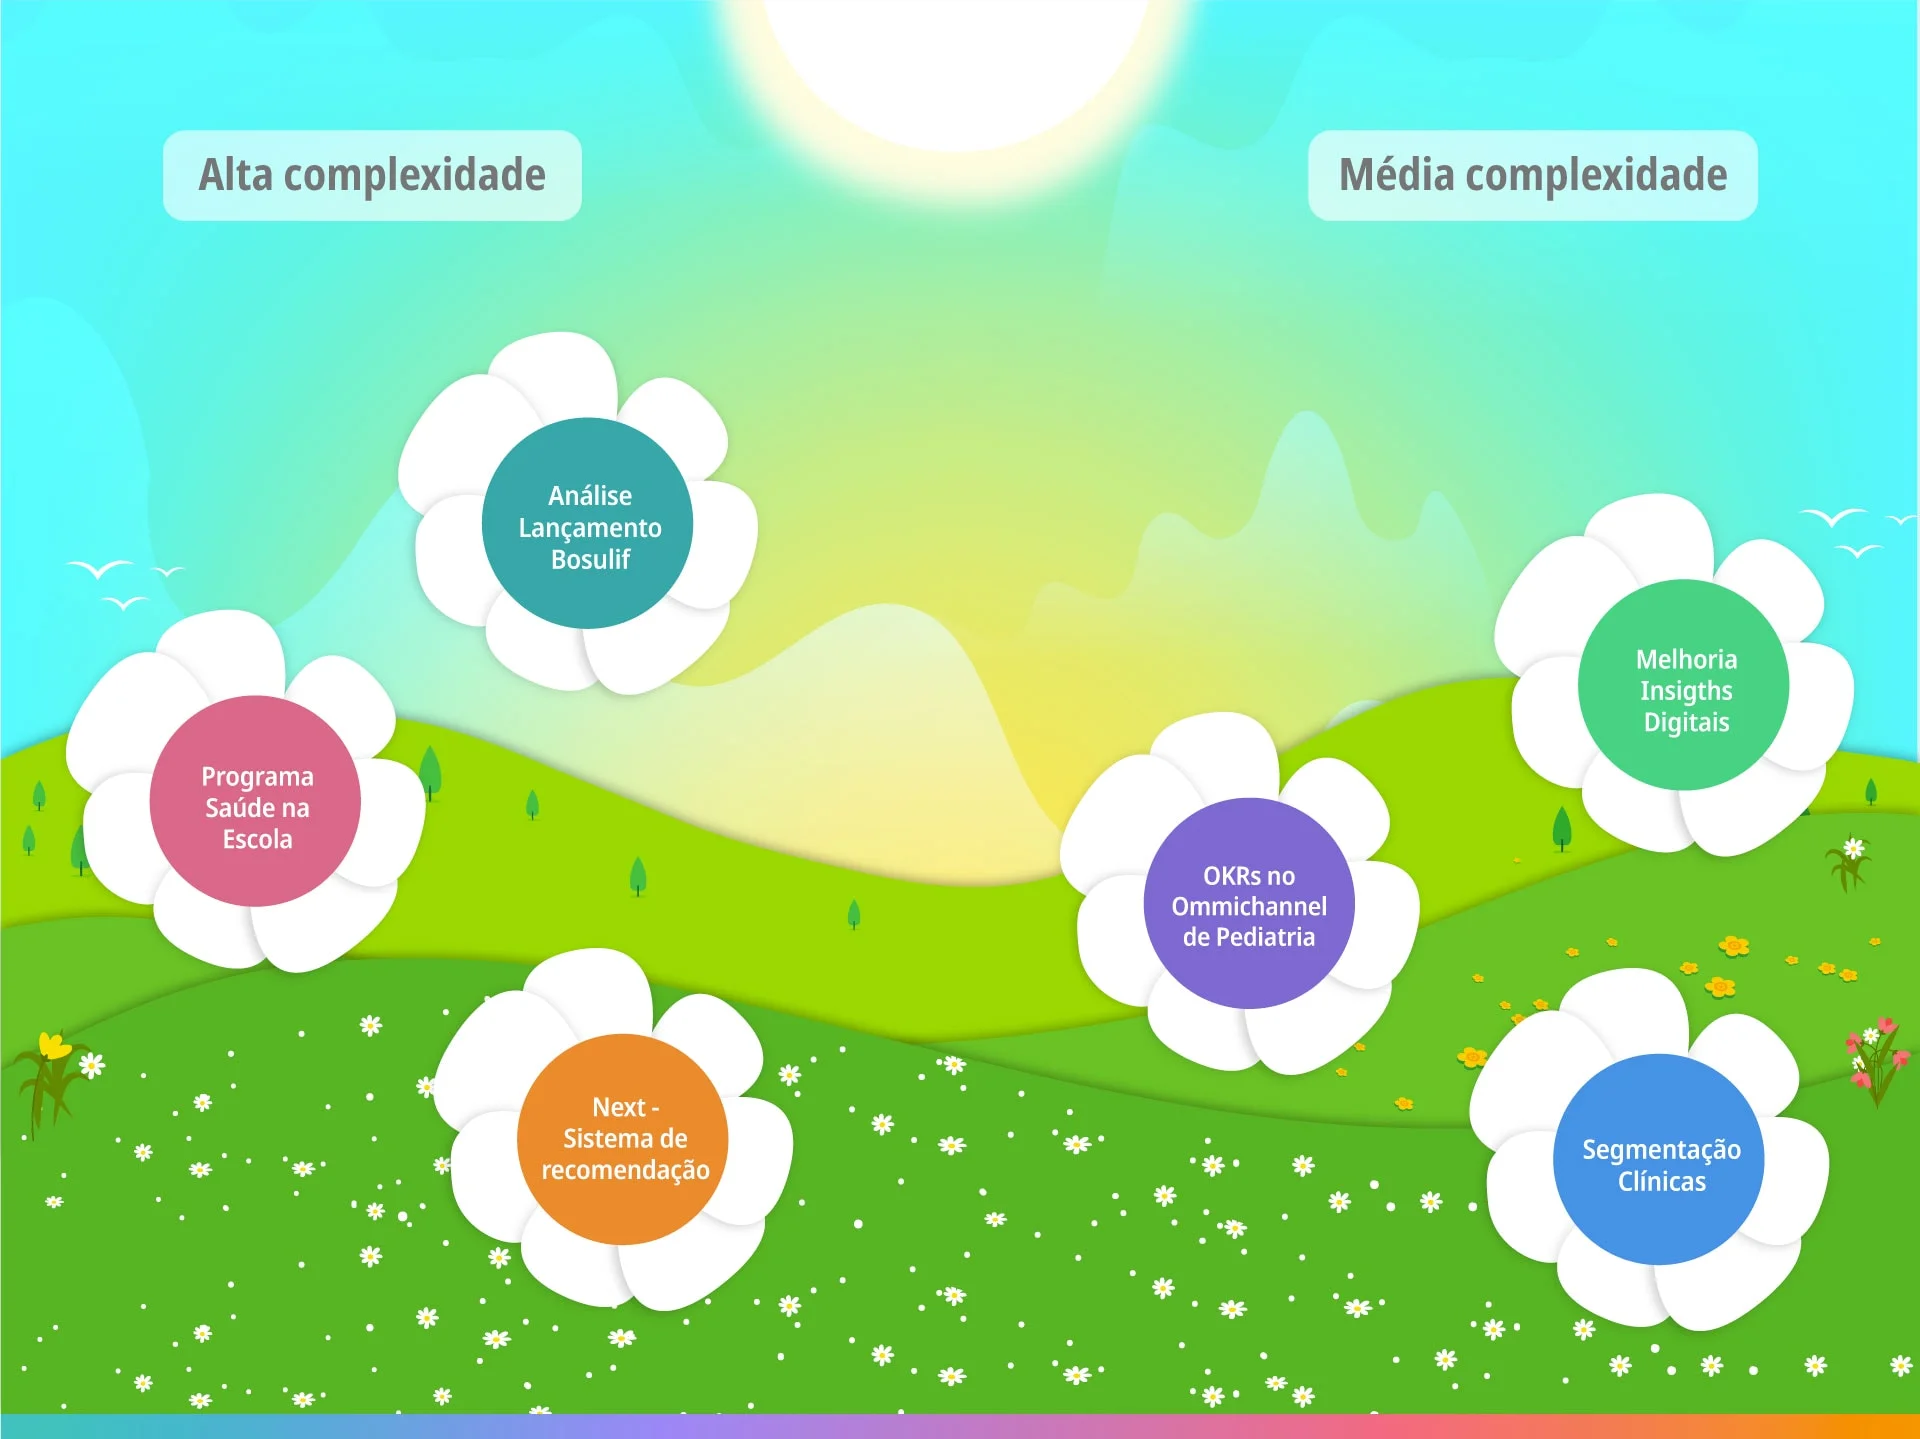 Alta complexidade
Média complexidade
Análise
Lançamento
Bosulif
Programa
Saúde na
Escola
Next -
Sistema de
recomendação
Melhoria
Insigths
Digitais
OKRs no
Ommichannel
de Pediatria
Segmentação
Clínicas